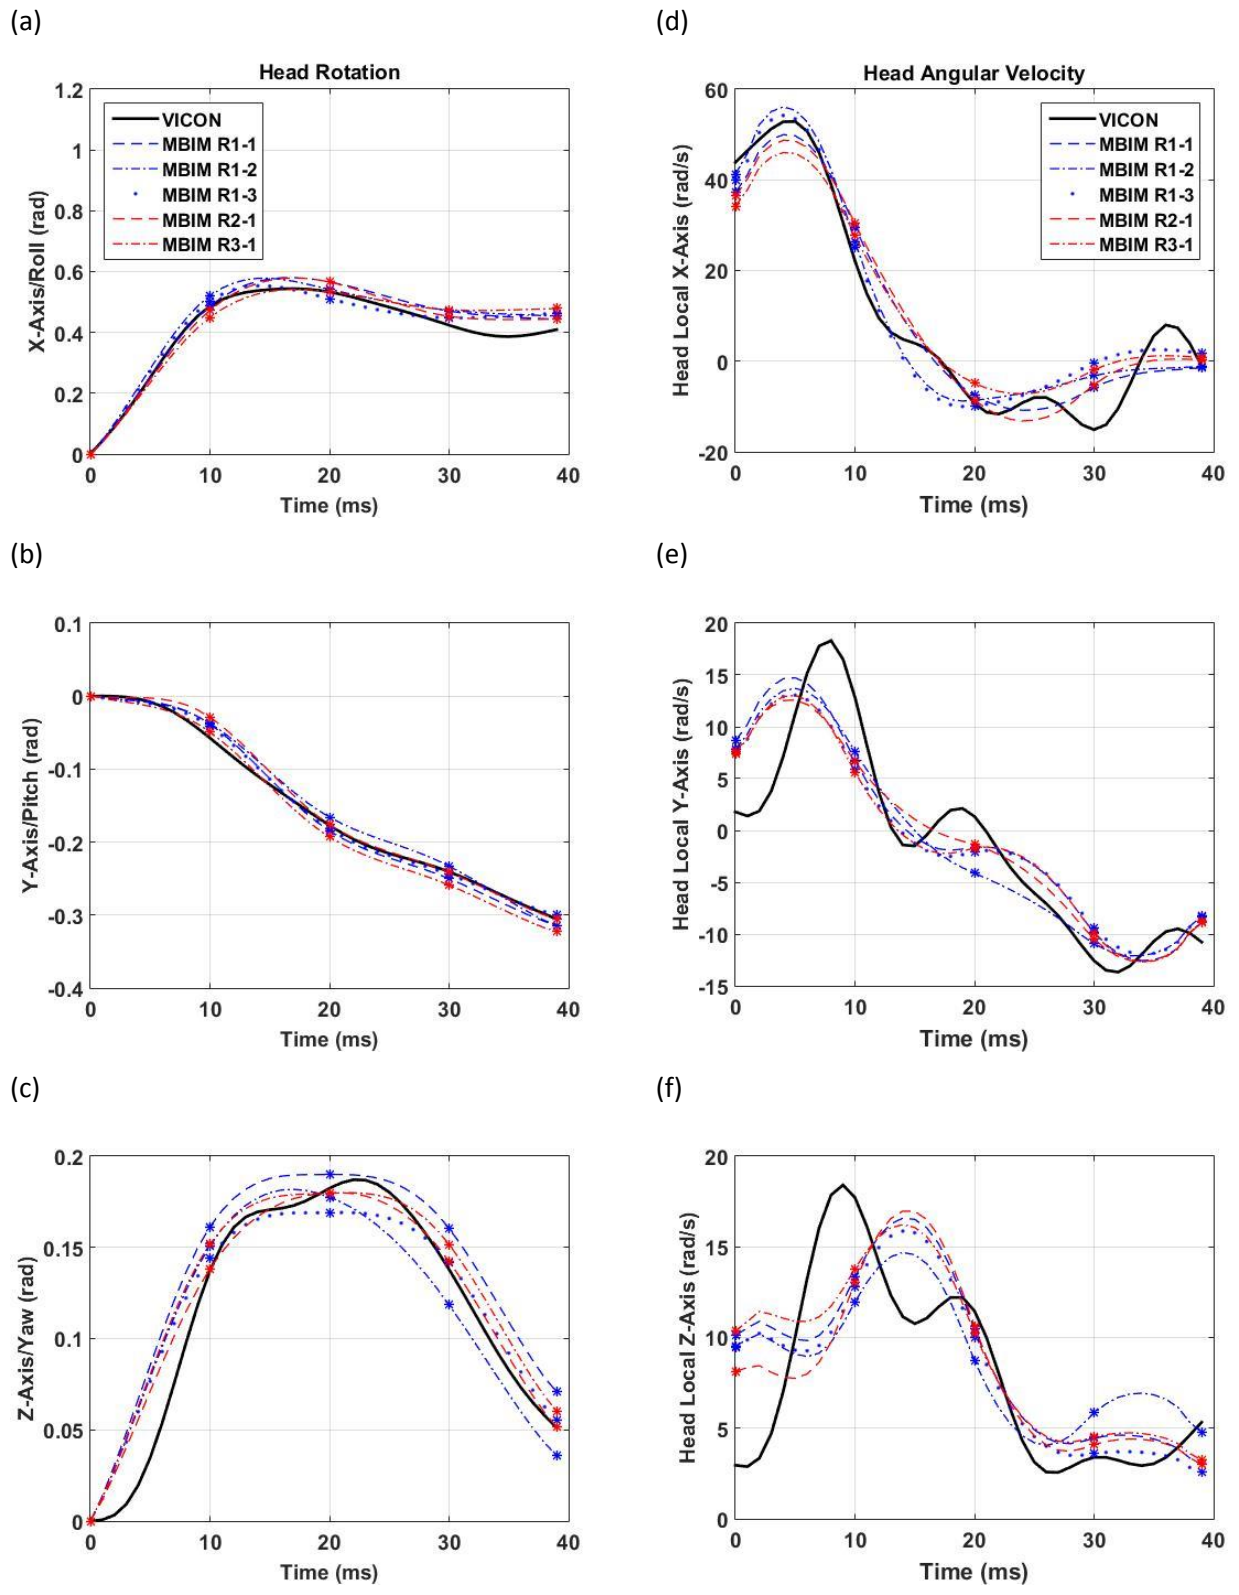 (a)
Head Rotation
1.2
1
0.8
0.6
0.4
0.2
0
X-Axis/Roll (rad)
VICON
MBIM R1-1
MBIM R1-2
MBIM R1-3
MBIM R2-1
MBIM R3-1
0 10 20 30 40
Time (ms)
(d)
Head Angular Velocity
60
40
20
0
-20
Head Local X-Axis (rad/s)
VICON
MBIM R1-1
MBIM R1-2
MBIM R1-3
MBIM R2-1
MBIM R3-1
0 10 20 30 40
Time (ms)
(b)
0.1
0
-0.1
-0.2
-0.3
-0.4
Y-Axis/Pitch (rad)
0 10 20 30 40
Time (ms)
(e)
20
15
10
5
0
-5
-10
-15
Head Local Y-Axis (rad/s)
0 10 20 30 40
Time (ms)
(c)
0.2
0.15
0.1
0.05
0
Z-Axis/Yaw (rad)
0 10 20 30 40
Time (ms)
(f)
20
15
10
5
0
Head Local Z-Axis (rad/s)
0 10 20 30 40
Time (ms)